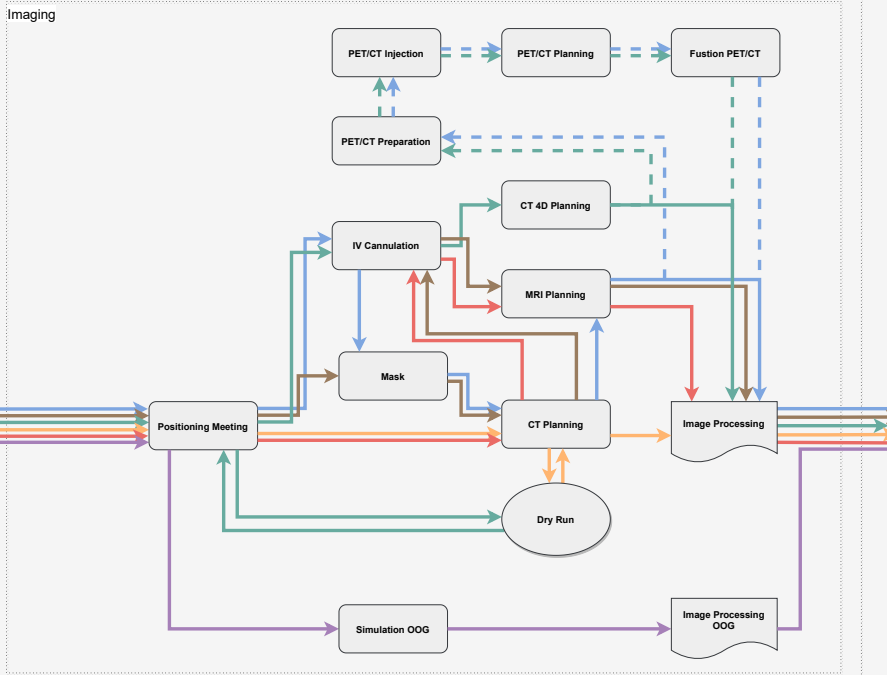 Imaging
PET/CT Injection
PET/CT Planning
Fustion PET/CT
PET/CT Preparation
CT 4D Planning
IV Cannulation
MRI Planning
Mask
Positioning Meeting
CT Planning
Image Processing
Dry Run
Simulation OOG
Image Processing
OOG